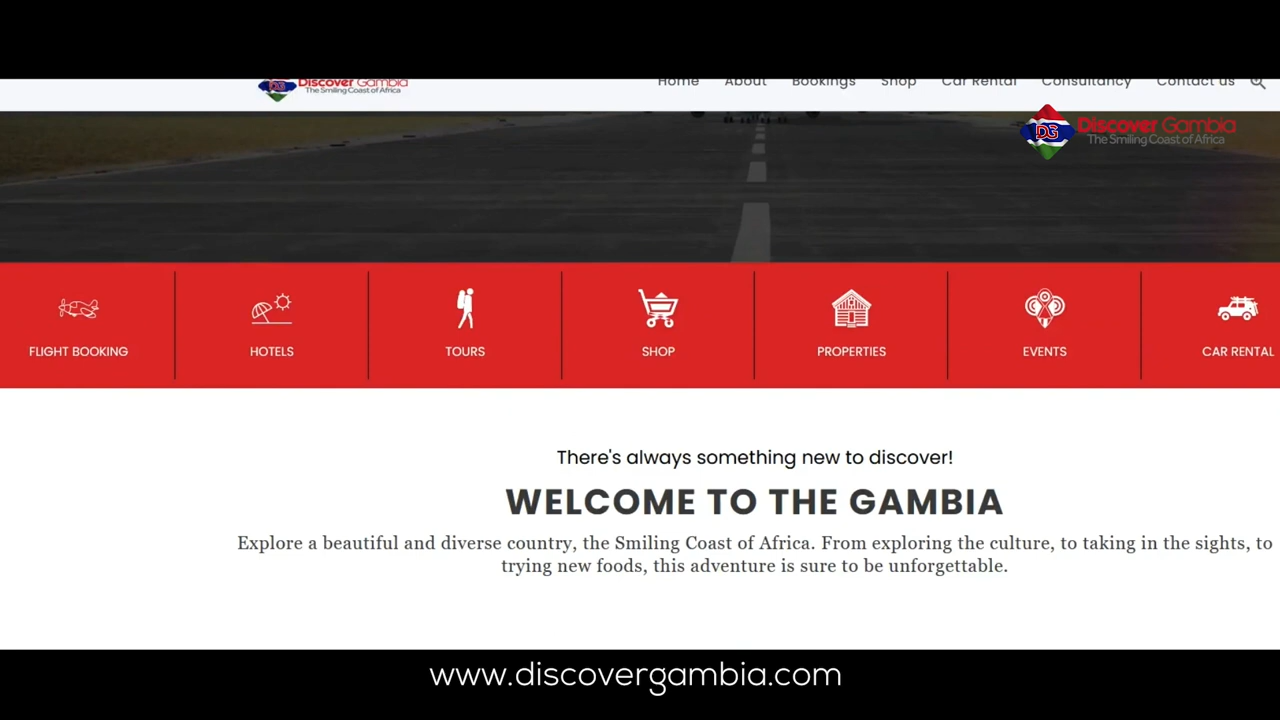 Discover Gambia
The Smiling Coast of Africa
Home About Bookings Shop Car Rental Consultancy Contact us
DG Discover Gambia
The Smiling Coast of Africa
FLIGHT BOOKING
HOTELS
TOURS
SHOP
PROPERTIES
EVENTS
CAR RENTAL
There's always something new to discover!
WELCOME TO THE GAMBIA
Explore a beautiful and diverse country, the Smiling Coast of Africa. From exploring the culture, to taking in the sights, to
trying new foods, this adventure is sure to be unforgettable.
www.discovergambia.com